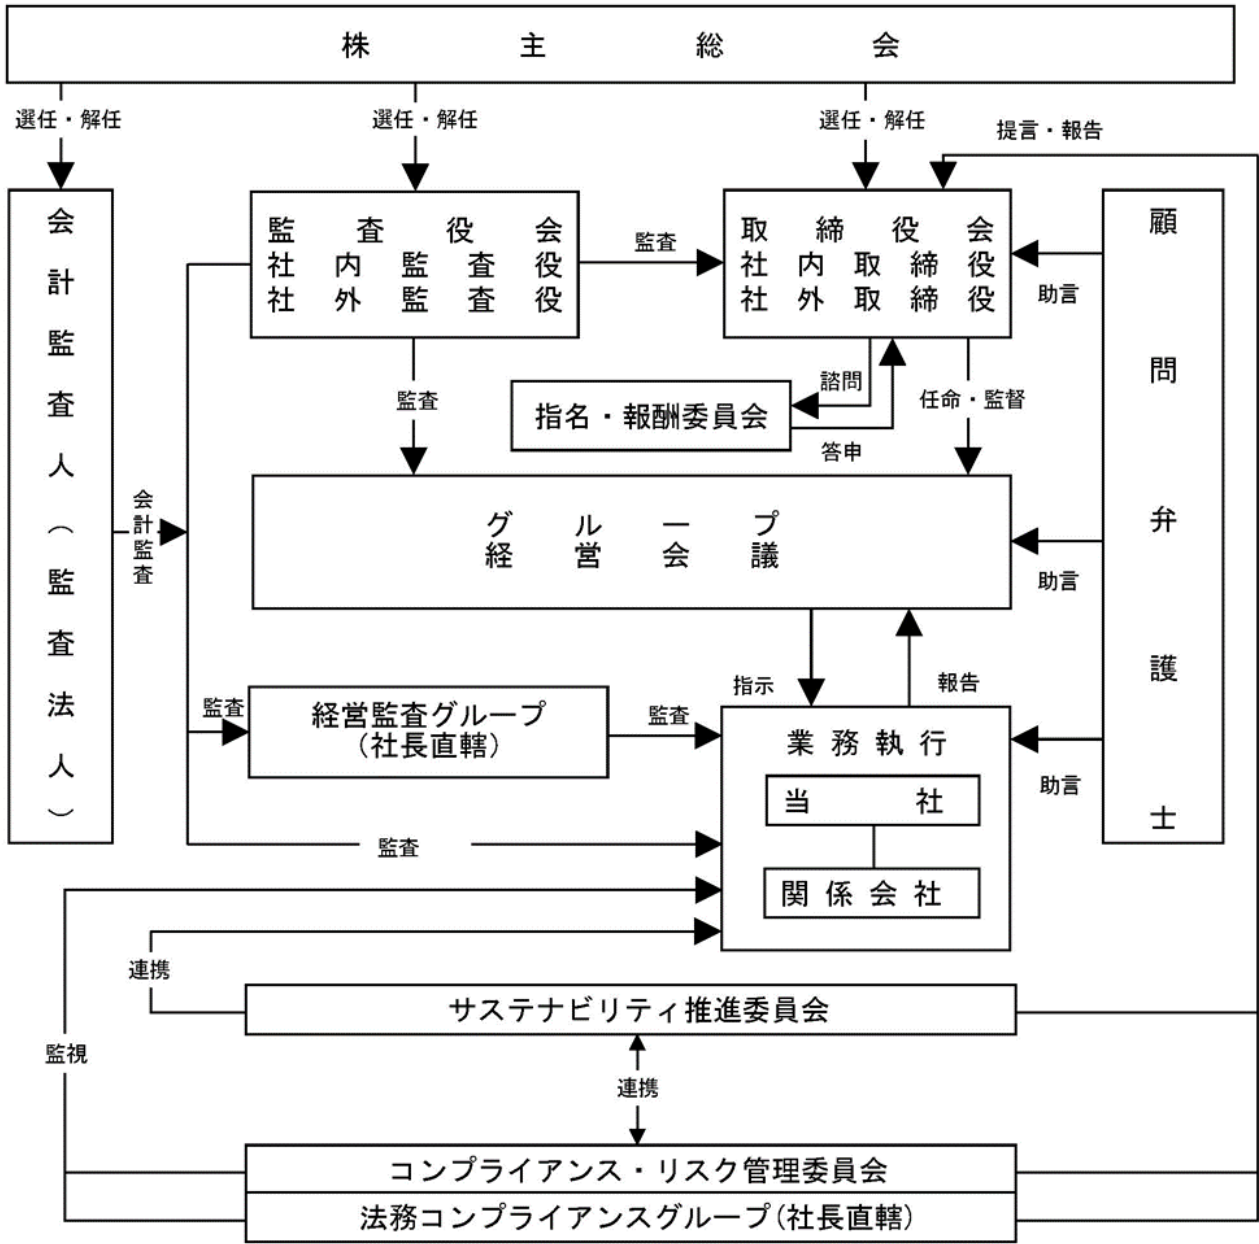 株主総会
選任・解任
選任・解任
選任・解任
提言・報告
会計監査人（監査法人）
監査役会
社内監査役
社外監査役
監査
取締役会
社内取締役
社外取締役
顧問弁護士
助言
監査
指名・報酬委員会
諮問
答申
任命・監督
会計監査
グループ
経営会議
助言
指示
報告
監査
経営監査グループ
（社長直轄）
監査
業務執行
当社
関係会社
助言
監査
連携
サステナビリティ推進委員会
監視
連携
コンプライアンス・リスク管理委員会
法務コンプライアンスグループ(社長直轄)